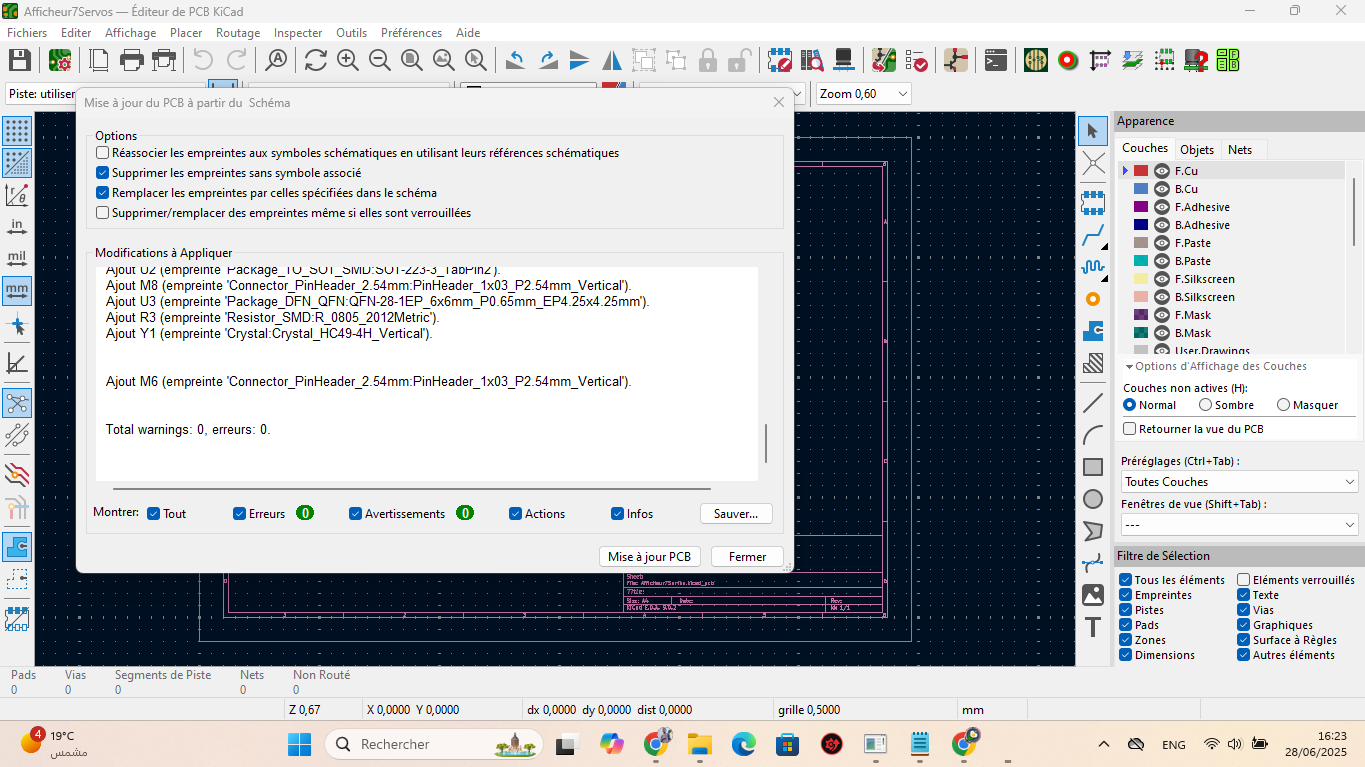 Afficheur7Servos — Éditeur de PCB KiCad
Fichiers Editer Affichage Placer Routage Inspecter Outils Préférences Aide
Piste: utiliser
Zoom 0,60
Mise à jour du PCB à partir du Schéma
Options
Réassocier les empreintes aux symboles schématiques en utilisant leurs références schématiques
Supprimer les empreintes sans symbole associé
Remplacer les empreintes par celles spécifiées dans le schéma
Supprimer/remplacer des empreintes même si elles sont verrouillées
Modifications à Appliquer
Ajout U2 (empreinte 'Package_TO_SOT_SMD:SOT-223-3_TabPin2').
Ajout M8 (empreinte 'Connector_PinHeader_2.54mm:PinHeader_1x03_P2.54mm_Vertical').
Ajout U3 (empreinte 'Package_DFN_QFN:QFN-28-1EP_6x6mm_P0.65mm_EP4.25x4.25mm').
Ajout R3 (empreinte 'Resistor_SMD:R_0805_2012Metric').
Ajout Y1 (empreinte 'Crystal:Crystal_HC49-4H_Vertical').
Ajout M6 (empreinte 'Connector_PinHeader_2.54mm:PinHeader_1x03_P2.54mm_Vertical').
Total warnings: 0, erreurs: 0.
Montrer: Tout Erreurs 0 Avertissements 0 Actions Infos Sauver...
Mise à jour PCB Fermer
in
mil
mm
Apparence
Couches Objets Nets
F.Cu
B.Cu
F.Adhesive
B.Adhesive
F.Paste
B.Paste
F.Silkscreen
B.Silkscreen
F.Mask
B.Mask
User.Drawings
Options d'Affichage des Couches
Couches non actives (H):
Normal Sombre Masquer
Retourner la vue du PCB
Préréglages (Ctrl+Tab) :
Toutes Couches
Fenêtres de vue (Shift+Tab) :
---
Filtre de Sélection
Tous les éléments Eléments verrouillés
Empreintes Texte
Pistes Vias
Pads Graphiques
Zones Surface à Règles
Dimensions Autres éléments
File: Afficheur7Servos.kicad_pcb
Title:
Size: A4 Date: Rev:
Id: 1/1
Pads Vias Segments de Piste Nets Non Routé
0 0 0 0 0
Z 0,67 X 0,0000 Y 0,0000 dx 0,0000 dy 0,0000 dist 0,0000 grille 0,5000 mm
4
19°C
مشمس
Rechercher
ENG
16:23
28/06/2025